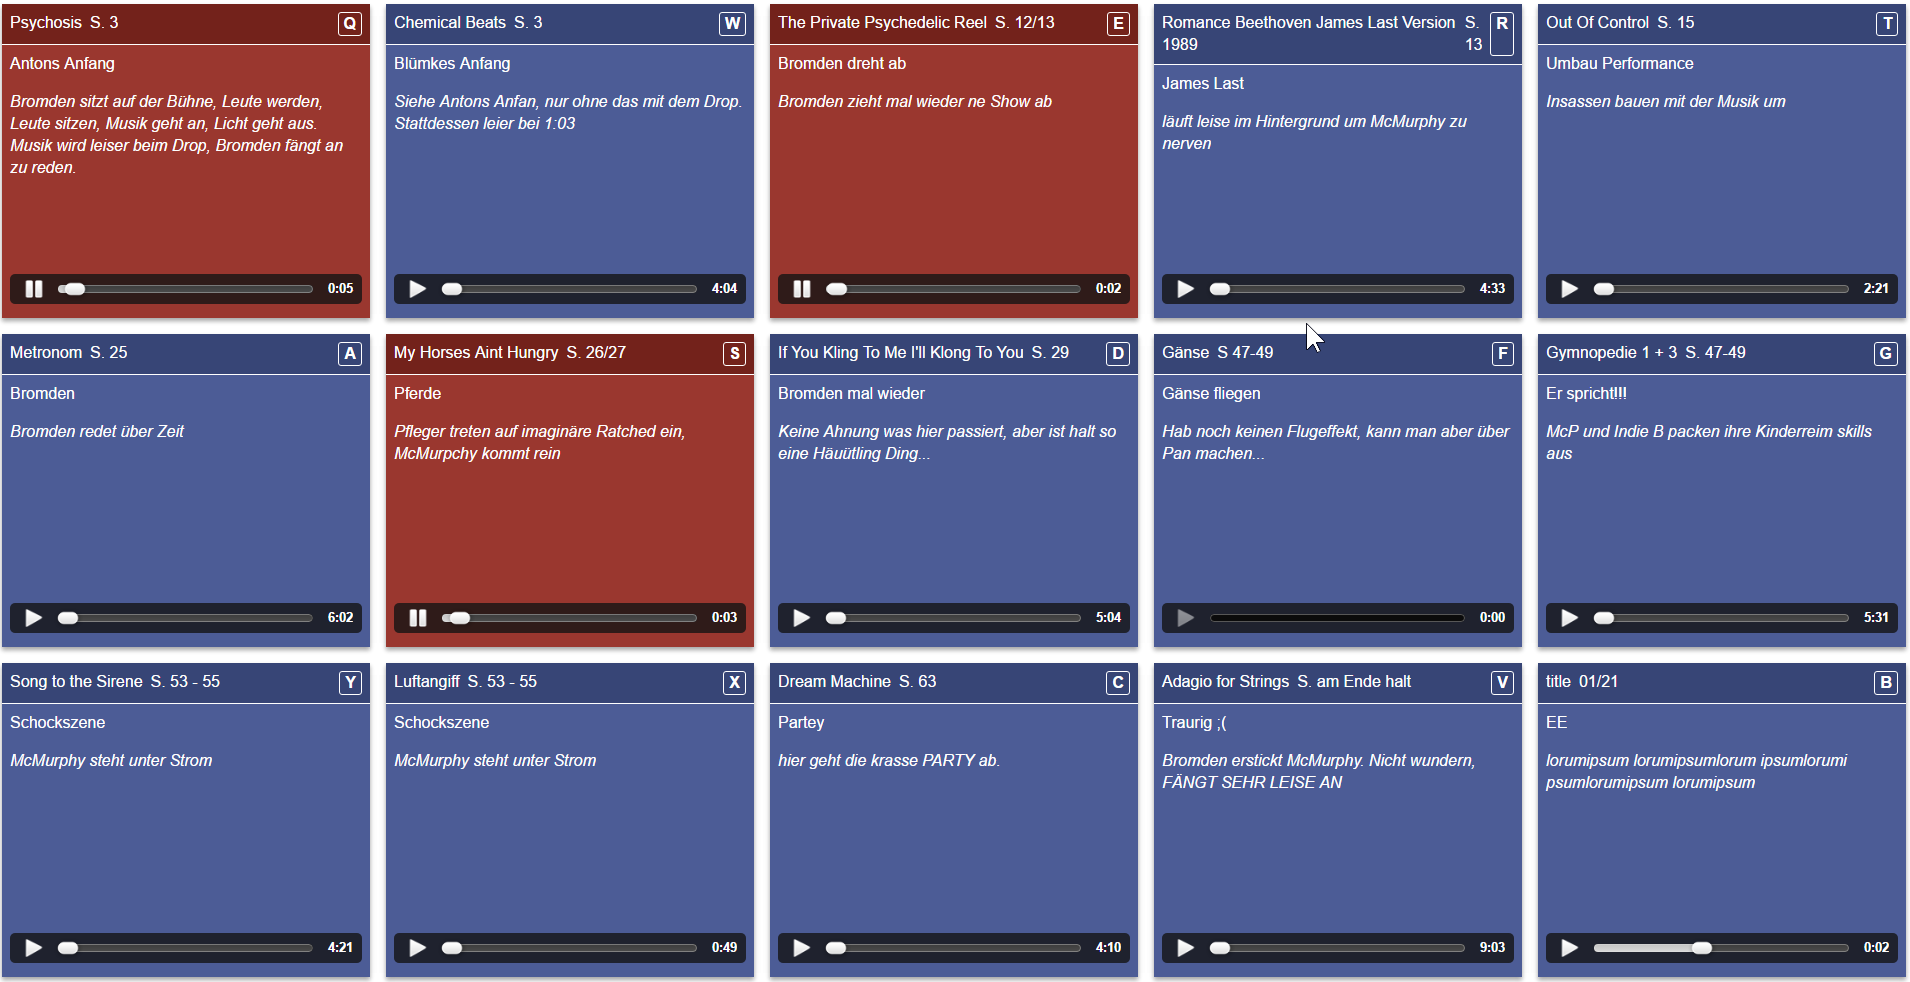 Psychosis S. 3 Q
Antons Anfang
Bromden sitzt auf der Bühne, Leute werden,
Leute sitzen, Musik geht an, Licht geht aus.
Musik wird leiser beim Drop, Bromden fängt an
zu reden.
0:05
Chemical Beats S. 3 W
Blümkes Anfang
Siehe Antons Anfan, nur ohne das mit dem Drop.
Stattdessen leier bei 1:03
4:04
The Private Psychedelic Reel S. 12/13 E
Bromden dreht ab
Bromden zieht mal wieder ne Show ab
0:02
Romance Beethoven James Last Version S. R
1989 13
James Last
läuft leise im Hintergrund um McMurphy zu
nerven
4:33
Out Of Control S. 15 T
Umbau Performance
Insassen bauen mit der Musik um
2:21
Metronom S. 25 A
Bromden
Bromden redet über Zeit
6:02
My Horses Aint Hungry S. 26/27 S
Pferde
Pfleger treten auf imaginäre Ratched ein,
McMurpchy kommt rein
0:03
If You Kling To Me I'll Klong To You S. 29 D
Bromden mal wieder
Keine Ahnung was hier passiert, aber ist halt so
eine Häuütling Ding...
5:04
Gänse S 47-49 F
Gänse fliegen
Hab noch keinen Flugeffekt, kann man aber über
Pan machen...
0:00
Gymnopedie 1 + 3 S. 47-49 G
Er spricht!!!
McP und Indie B packen ihre Kinderreim skills
aus
5:31
Song to the Sirene S. 53 - 55 Y
Schockszene
McMurphy steht unter Strom
4:21
Luftangiff S. 53 - 55 X
Schockszene
McMurphy steht unter Strom
0:49
Dream Machine S. 63 C
Partey
hier geht die krasse PARTY ab.
4:10
Adagio for Strings S. am Ende halt V
Traurig ;(
Bromden erstickt McMurphy. Nicht wundern,
FÄNGT SEHR LEISE AN
9:03
title 01/21 B
EE
lorumipsum lorumipsumlorum ipsumlorumi
psumlorumipsum lorumipsum
0:02